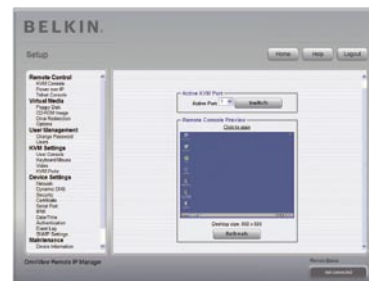 BELKIN.
Setup
Home
Help
Logout
Remote Control
KVM Console
Power over IP
Telnet Console
Virtual Media
Floppy Disk
CD-ROM Image
Drive Redirection
Options
User Management
Change Password
Users
KVM Settings
User Console
Keyboard/Mouse
Video
KVM Ports
Device Settings
Network
Dynamic DNS
Security
Certificate
Serial Port
Date/Time
Authentication
Event Log
SNMP Settings
Maintenance
Device Information
Active KVM Port
Active Port: 1
Switch
Remote Console Preview
Click to open
Refresh
OmniView Remote IP Manager